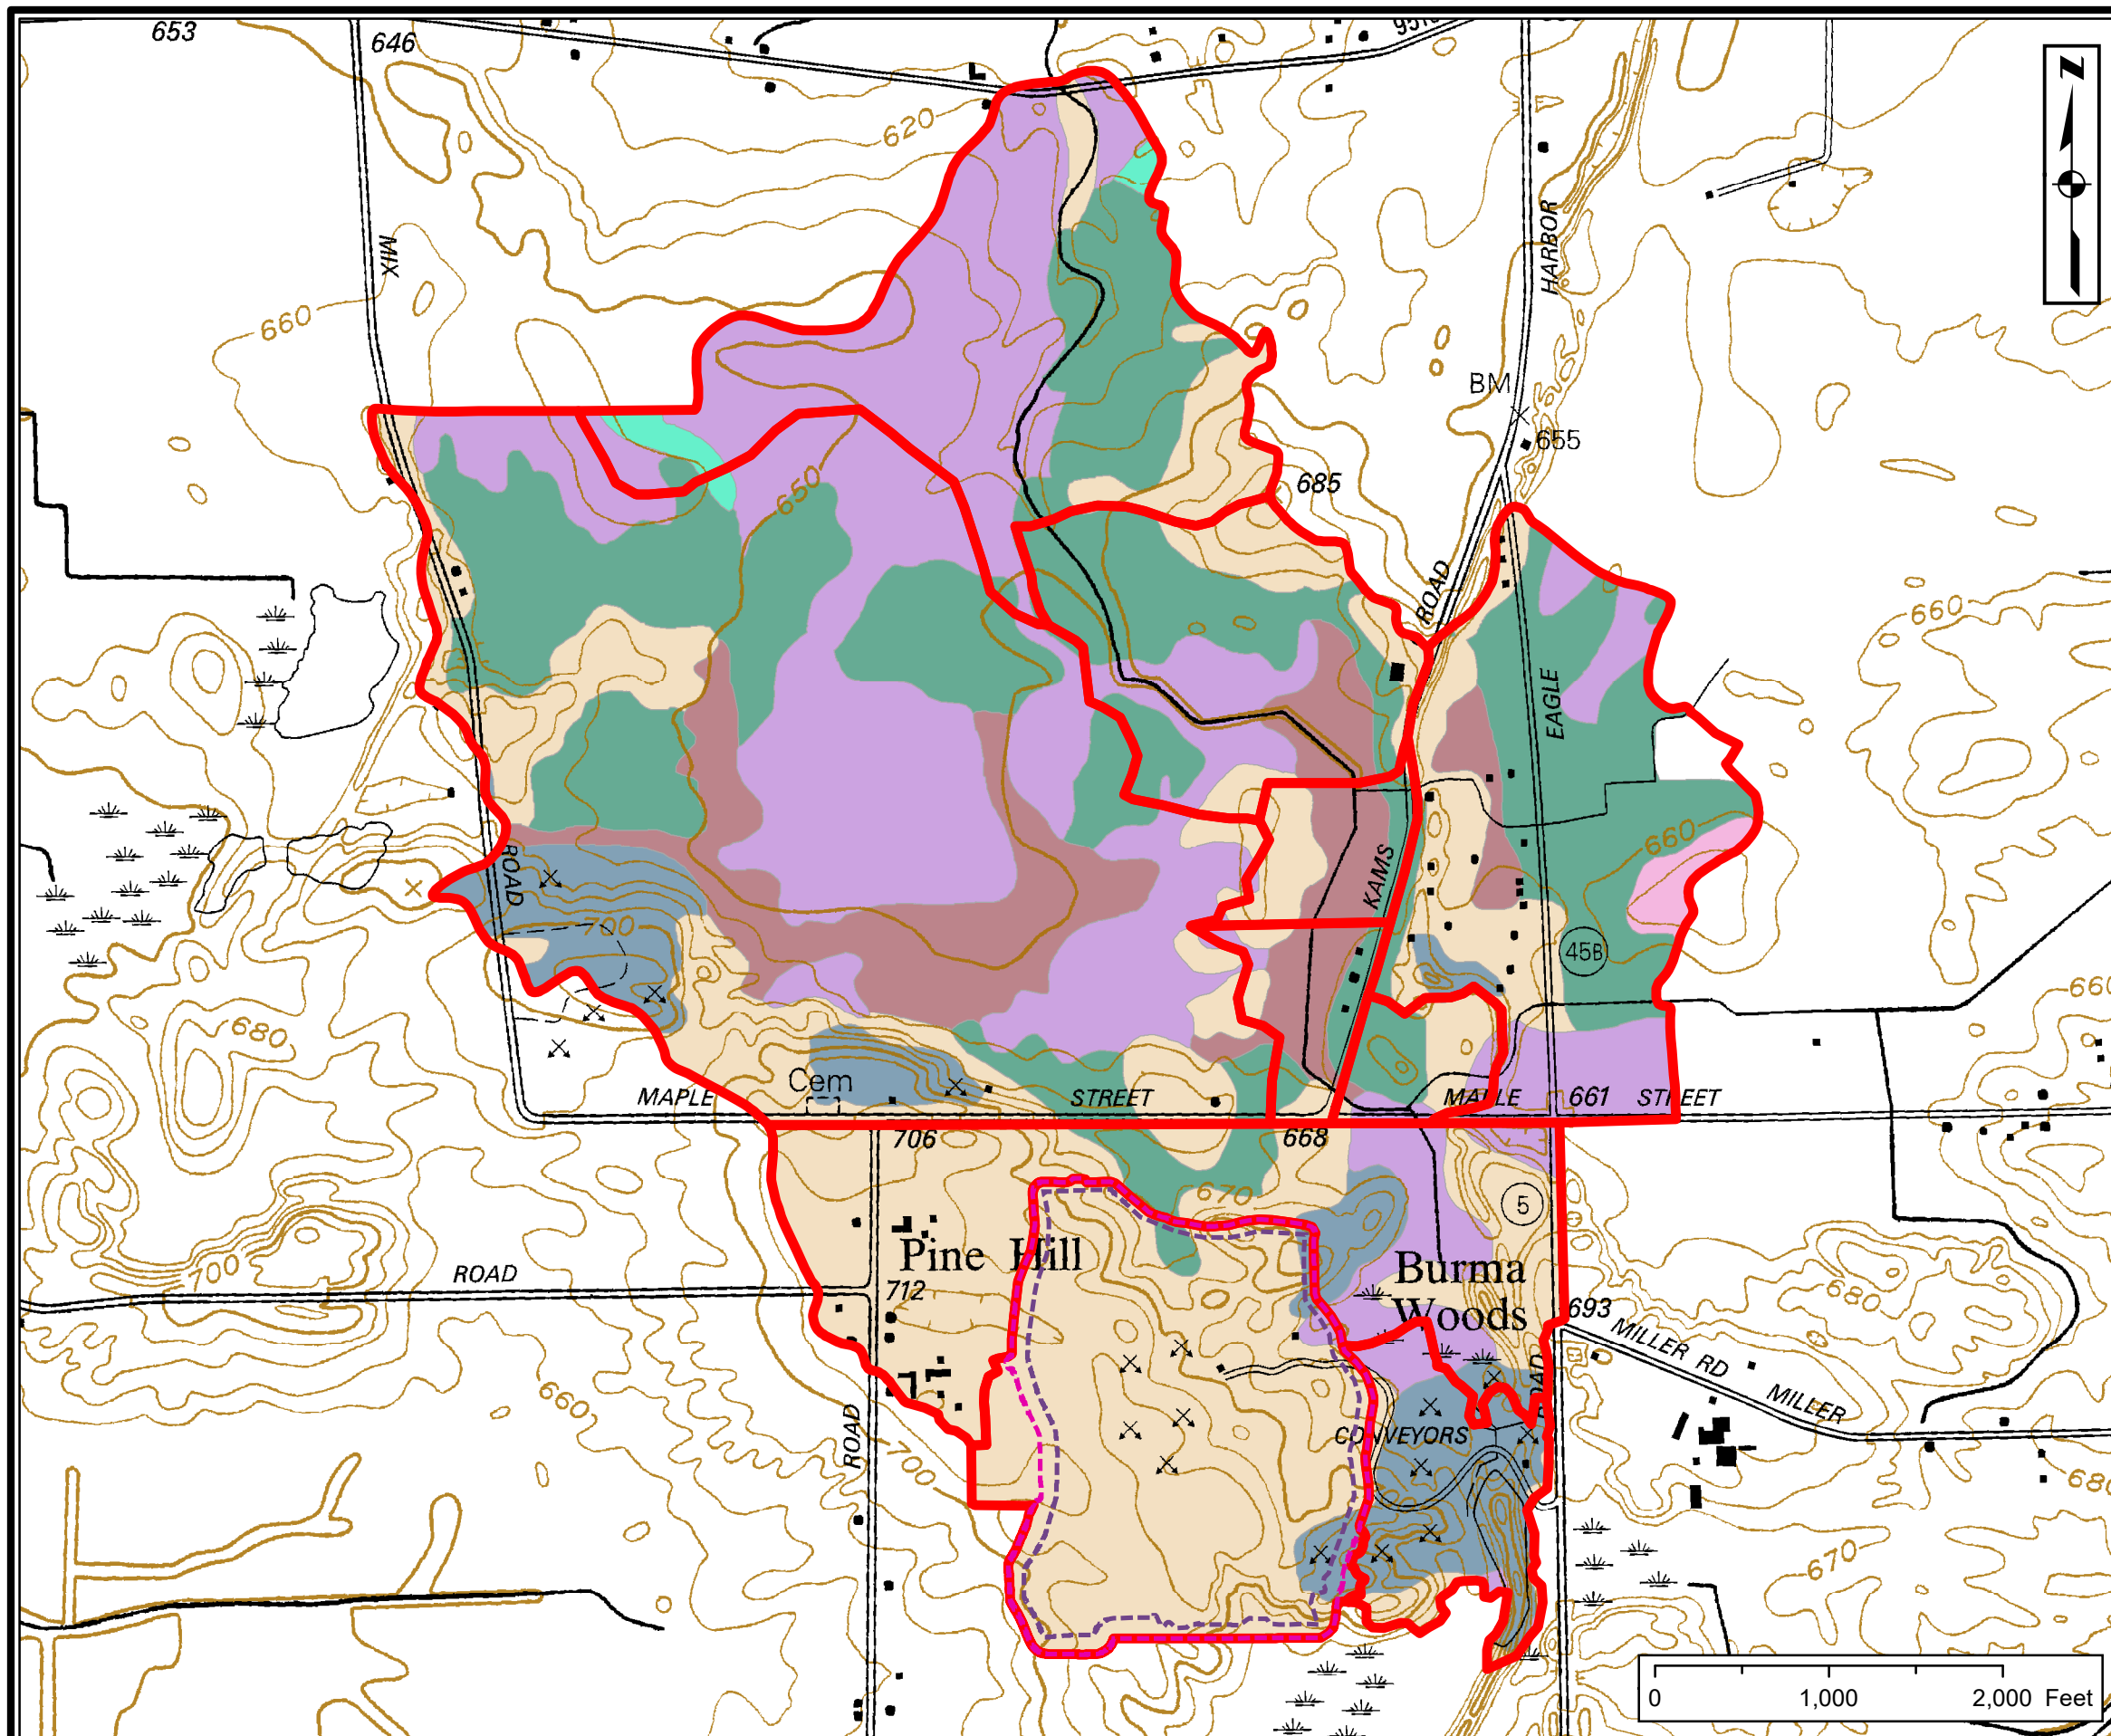 653
646
620
N
MIX
HARBOR
660
BM
655
685
650
ROAD
660
EAGLE
660
KAMS
ROAD
700
45B
660
680
Cem
MAPLE
STREET
MAPLE
661
STREET
706
668
670
5
Pine Hill
Burma
Woods
700
ROAD
712
693
680
MILLER RD
MILLER
ROAD
660
ROAD
CONVEYORS
700
680
670
0
1,000
2,000 Feet